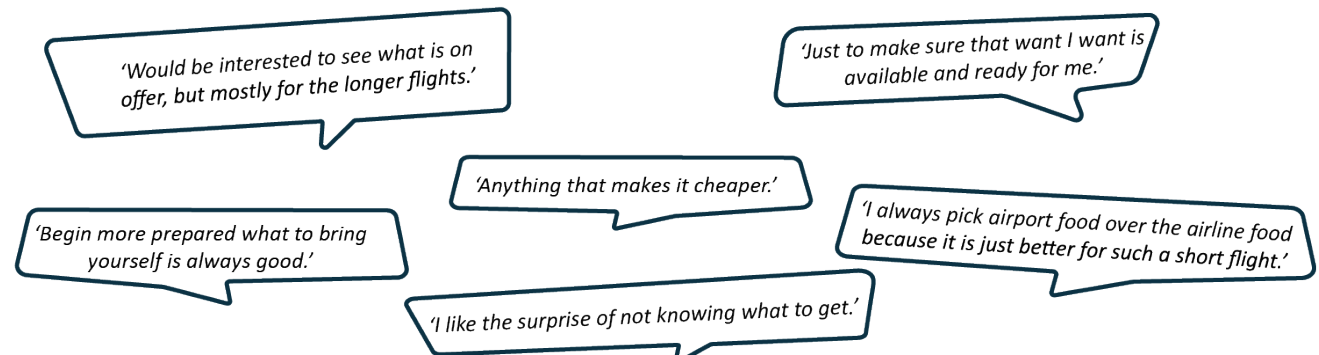 ‘Would be interested to see what is on
offer, but mostly for the longer flights.’
‘Just to make sure that want I want is
available and ready for me.’
‘Anything that makes it cheaper.’
‘Begin more prepared what to bring
yourself is always good.’
‘I always pick airport food over the airline food
because it is just better for such a short flight.’
‘I like the surprise of not knowing what to get.’